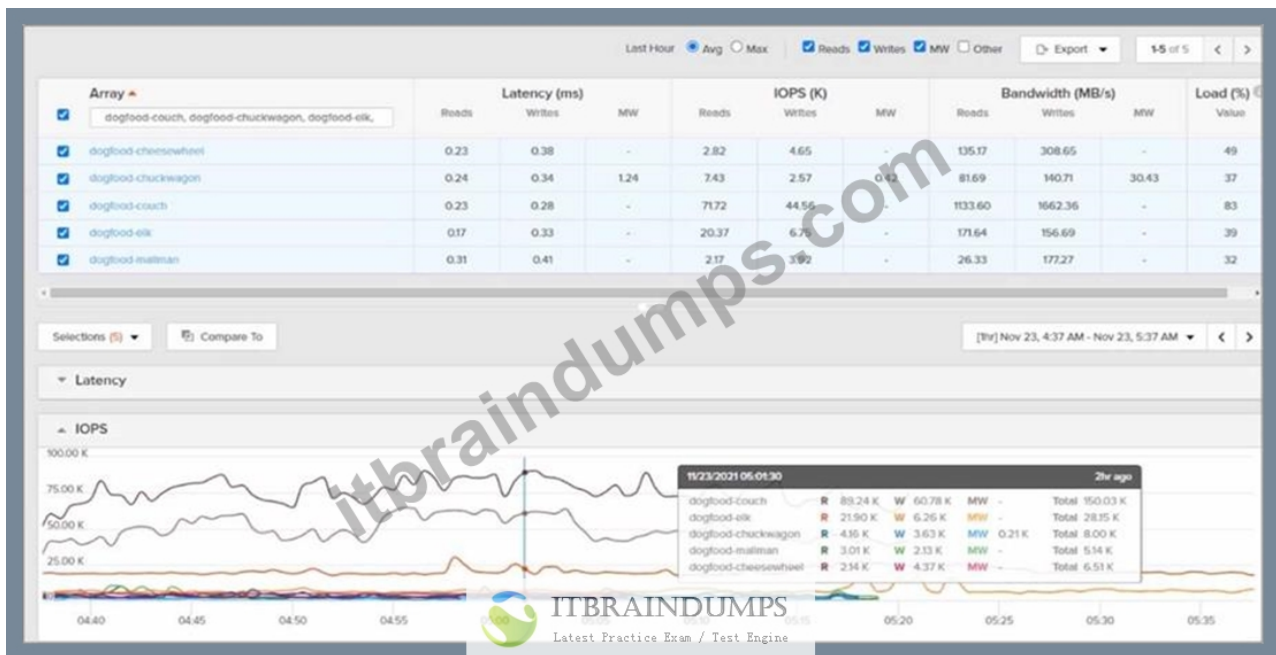 Last Hour Avg Max Reads Writes MW Other Export 1-5 of 5
Array Latency (ms) IOPS (K) Bandwidth (MB/s) Load (%)
dogfood-couch, dogfood-chuckwagon, dogfood-elk, Reads Writes MW Reads Writes MW Reads Writes MW Value
dogfood-cheesewheel 0.23 0.38 - 2.82 4.65 - 135.17 308.65 - 49
dogfood-chuckwagon 0.24 0.34 1.24 7.43 2.57 81.69 140.71 30.43 37
dogfood-couch 0.23 0.28 - 71.72 44.56 - 1133.60 1662.36 - 83
dogfood-elk 0.17 0.33 - 20.37 - 171.64 156.69 - 39
dogfood-mailman 0.31 0.41 - 2.17 3.92 - 26.33 177.27 - 32
itbraindumps.com
Selections (5) Compare To [1hr] Nov 23, 4:37 AM - Nov 23, 5:37 AM
Latency
IOPS
100.00 K
75.00 K
50.00 K
25.00 K
11/23/2021 05:01:30 2hr ago
dogfood-couch R 89.24 K W 60.78 K MW - Total 150.03 K
dogfood-elk R 21.90 K W 6.26 K MW - Total 28.15 K
dogfood-chuckwagon R 4.16 K W 3.63 K MW 0.21 K Total 8.00 K
dogfood-mailman R 3.01 K W 2.13 K MW - Total 5.14 K
dogfood-cheesewheel R 2.14 K W 4.37 K MW - Total 6.51 K
04:40 04:45 04:50 04:55 05:00 05:05 05:10 05:15 05:20 05:25 05:30 05:35
ITBRAINDUMPS
Latest Practice Exam / Test Engine